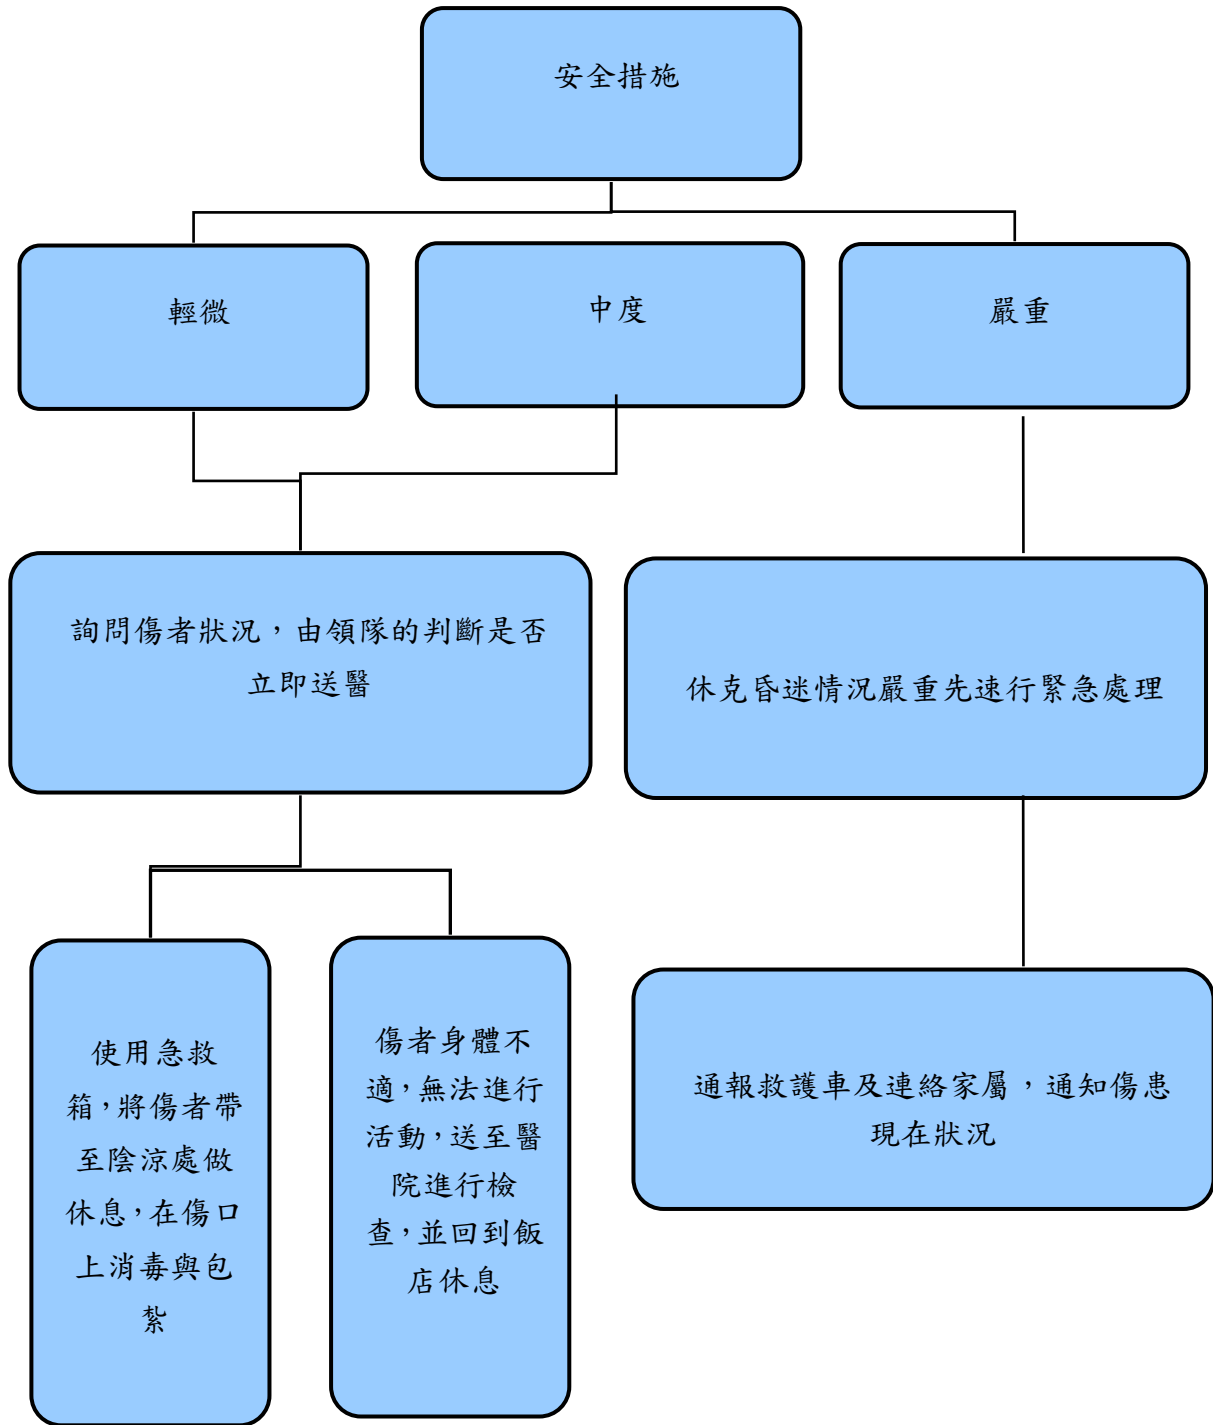 安全措施
輕微
中度
嚴重
詢問傷者狀況，由領隊的判斷是否
立即送醫
休克昏迷情況嚴重先速行緊急處理
使用急救
箱，將傷者帶
至陰涼處做
休息，在傷口
上消毒與包
紮
傷者身體不
適，無法進行
活動，送至醫
院進行檢
查，並回到飯
店休息
通報救護車及連絡家屬，通知傷患
現在狀況